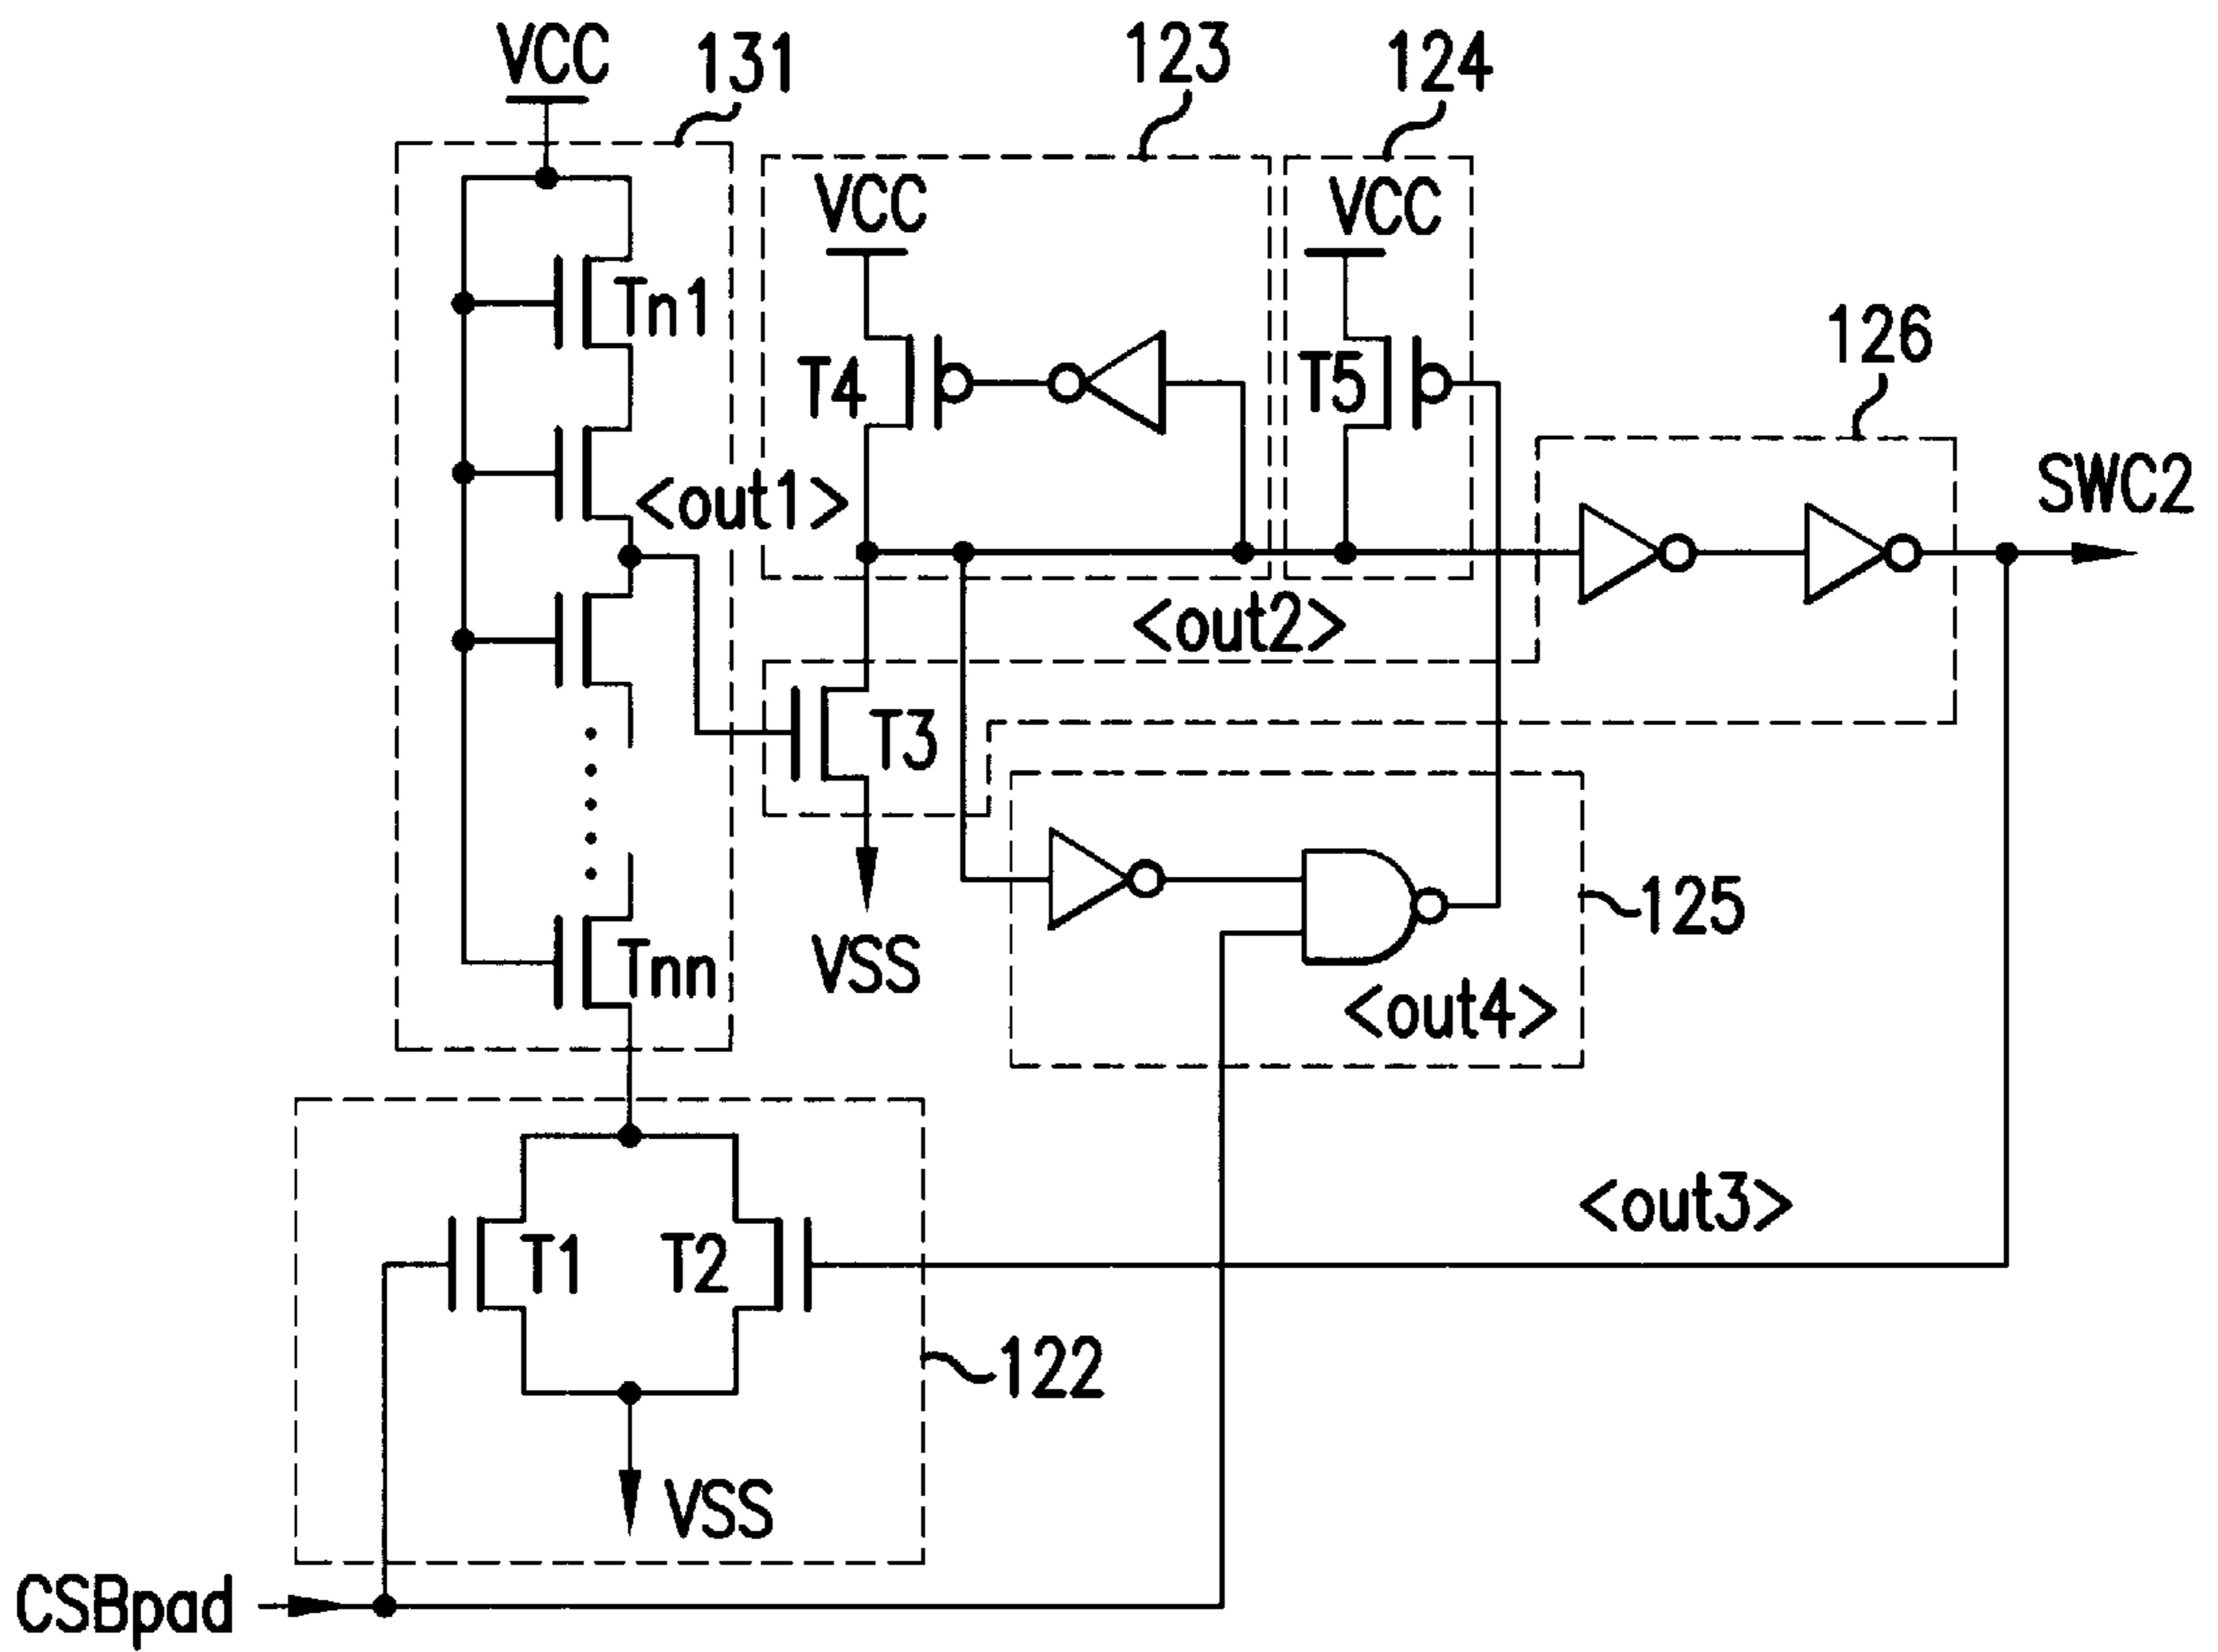 VCC
131
123
124
VCC
VCC
Tn1
126
T4
T5
<out1>
SWC2
<out2>
T3
125
Tnn
VSS
<out4>
<out3>
T1
T2
122
VSS
CSBpad